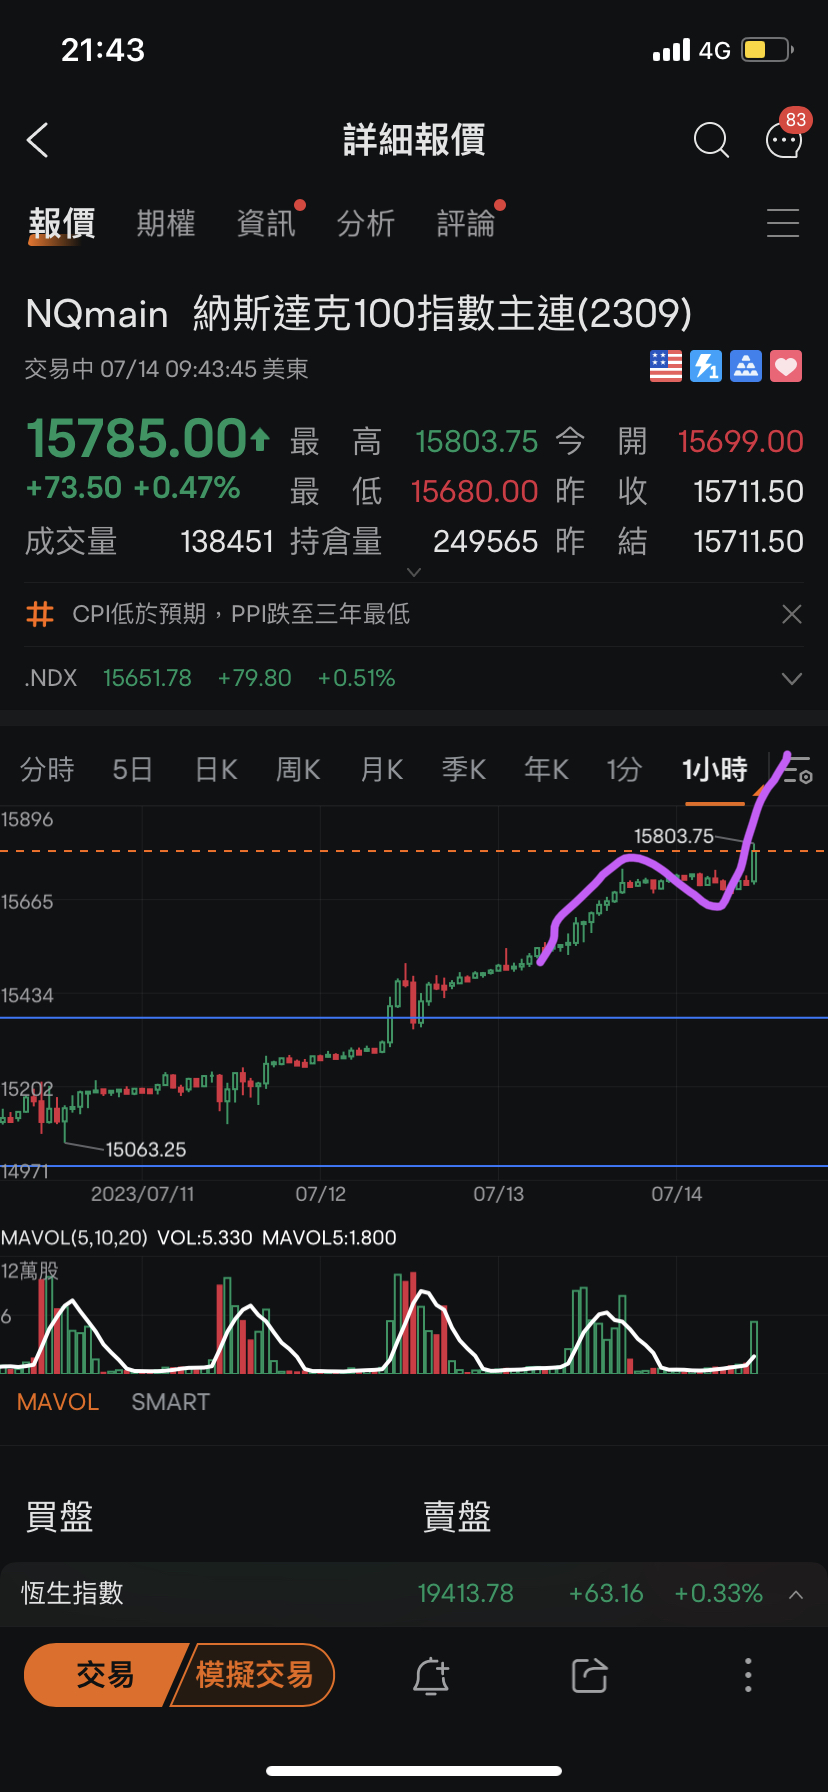 21:43 4G
詳細報價 83
報價 期權 資訊 分析 評論
NQmain 納斯達克100指數主連(2309)
交易中 07/14 09:43:45 美東
15785.00 最高 15803.75 今開 15699.00
+73.50 +0.47% 最低 15680.00 昨收 15711.50
成交量 138451 持倉量 249565 昨結 15711.50
# CPI低於預期，PPI跌至三年最低
.NDX 15651.78 +79.80 +0.51%
分時 5日 日K 周K 月K 季K 年K 1分 1小時
15896
15803.75
15665
15434
15202
15063.25
14971
2023/07/11 07/12 07/13 07/14
MAVOL(5,10,20) VOL:5.330 MAVOL5:1.800
12萬股
6
MAVOL SMART
買盤 賣盤
恆生指數 19413.78 +63.16 +0.33%
交易 模擬交易